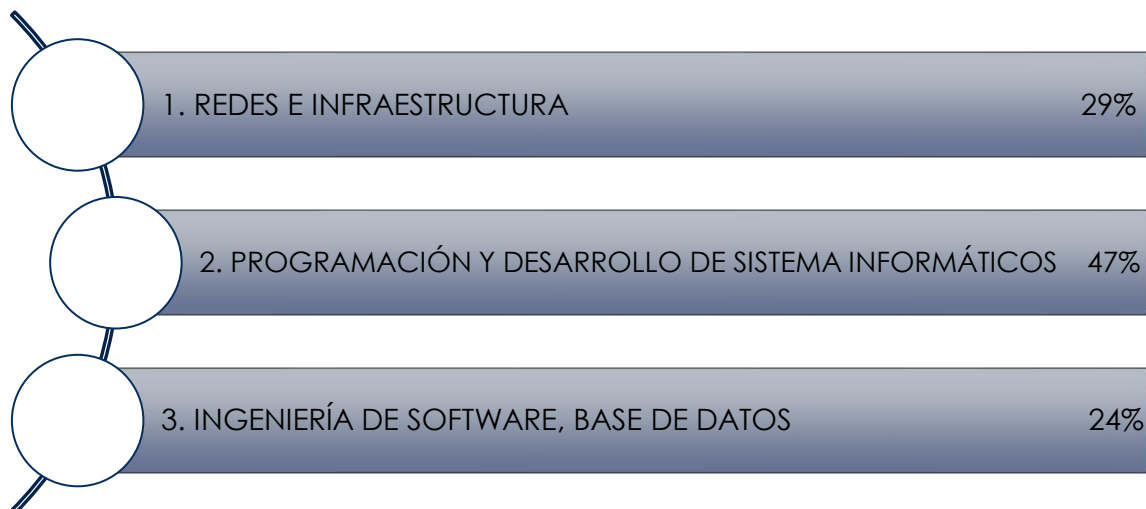 1. REDES E INFRAESTRUCTURA 29%
2. PROGRAMACIÓN Y DESARROLLO DE SISTEMA INFORMÁTICOS 47%
3. INGENIERÍA DE SOFTWARE, BASE DE DATOS 24%